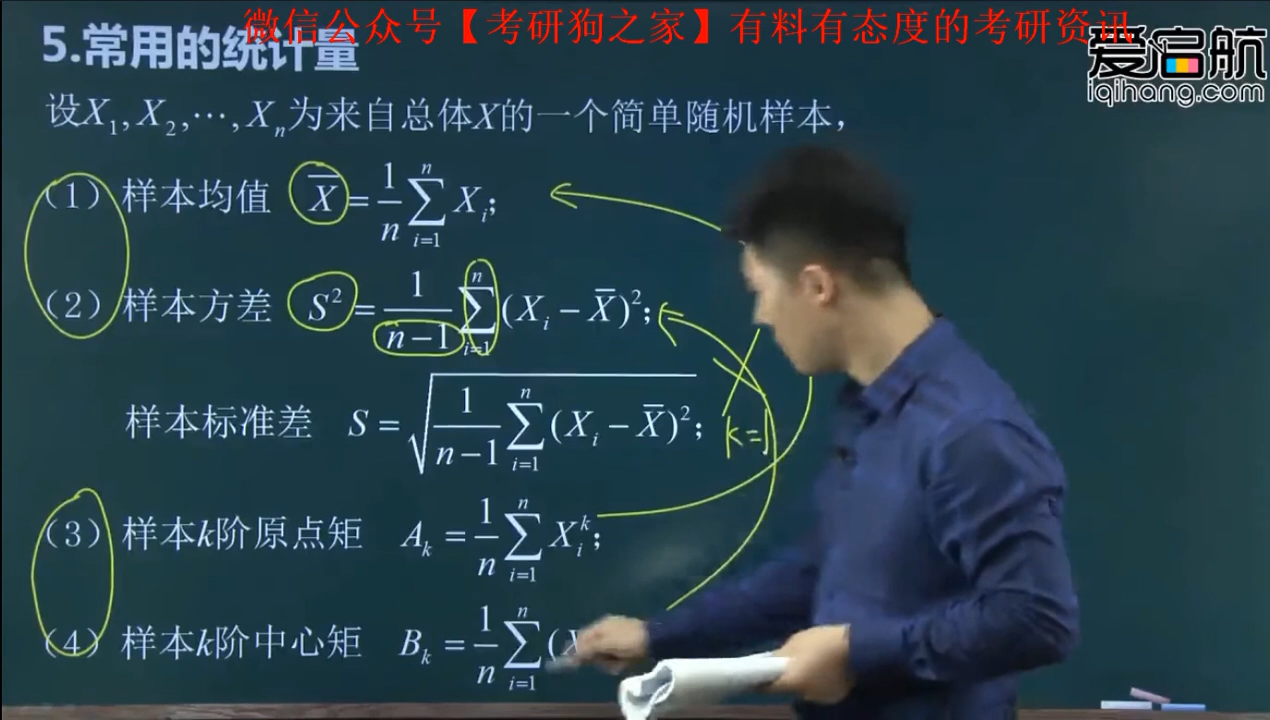 微信公众号【考研狗之家】有料有态度的考研资讯
5.常用的统计量
爱启航
iqihang.com
设X₁,X₂,⋯,Xₙ为来自总体X的一个简单随机样本，
（1）样本均值 X̄ = 1/n ∑ᵢ₌₁ⁿ Xᵢ;
（2）样本方差 S² = 1/(n−1) ∑ᵢ₌₁ⁿ (Xᵢ − X̄)²;
样本标准差 S = √(1/(n−1) ∑ᵢ₌₁ⁿ (Xᵢ − X̄)²);
k=1
（3）样本k阶原点矩 Aₖ = 1/n ∑ᵢ₌₁ⁿ Xᵢᵏ;
（4）样本k阶中心矩 Bₖ = 1/n ∑ᵢ₌₁ⁿ (X